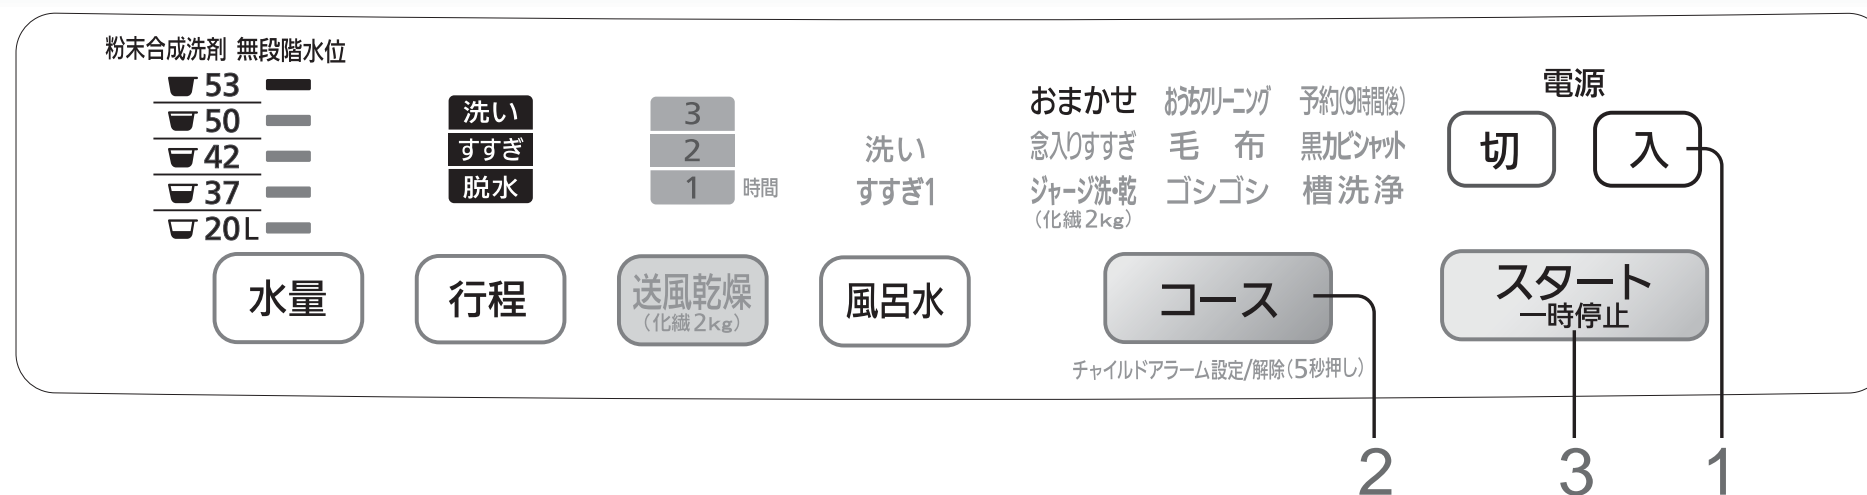 粉末合成洗剤 無段階水位
53
50
42
37
20L
洗い
すすぎ
脱水
3
2
1 時間
洗い
すすぎ1
おまかせ おうちクリーニング 予約(9時間後)
念入りすすぎ 毛 布 黒カビシャット
ジャージ洗・乾 ゴシゴシ 槽洗浄
(化繊2kg)
電源
切 入
水量
行程
送風乾燥
(化繊2kg)
風呂水
コース
スタート
一時停止
チャイルドアラーム設定/解除(5秒押し)
2 3 1